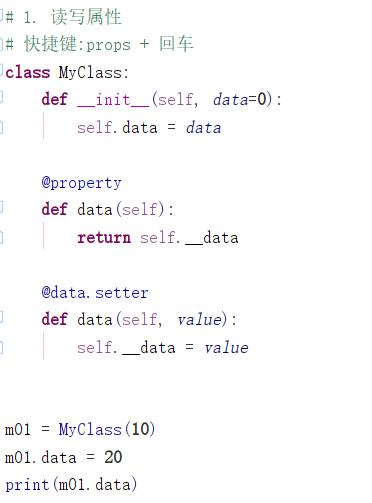 # 1. 读写属性
# 快捷键:props + 回车
class MyClass:
    def __init__(self, data=0):
        self.data = data
    @property
    def data(self):
        return self.__data
    @data.setter
    def data(self, value):
        self.__data = value
m01 = MyClass(10)
m01.data = 20
print(m01.data)